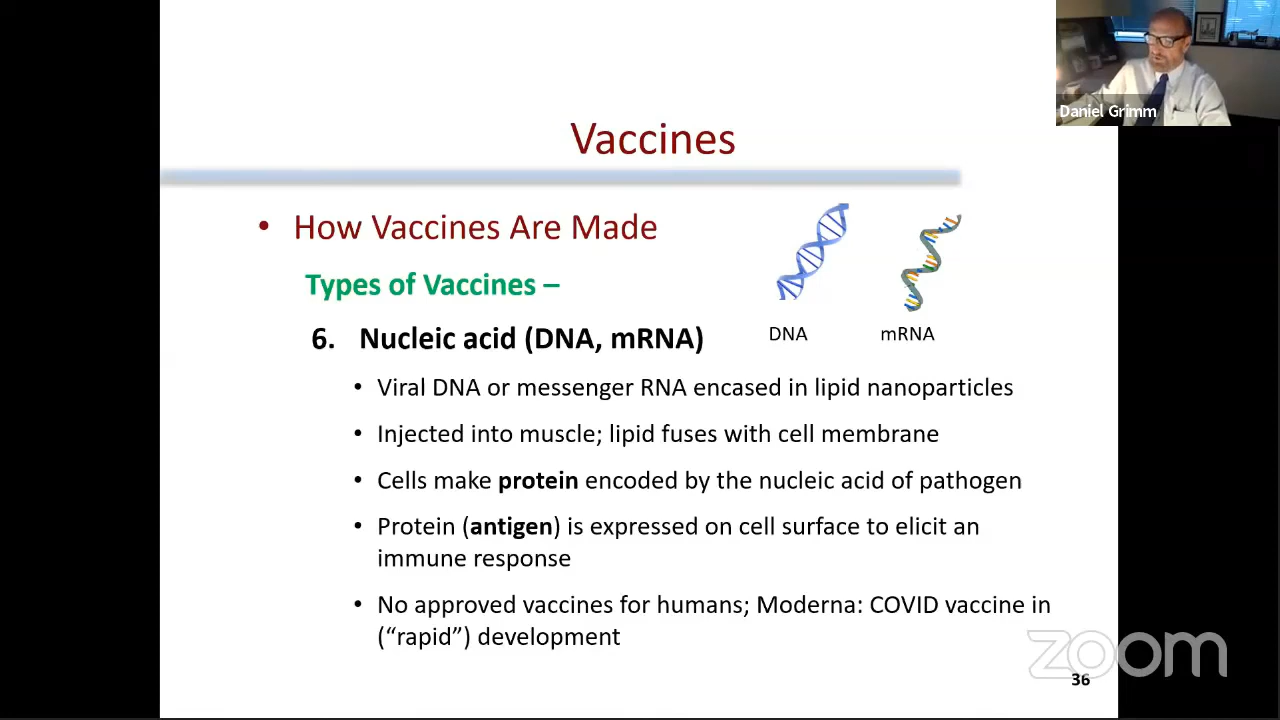 Daniel Grimm
Vaccines
• How Vaccines Are Made
Types of Vaccines –
6. Nucleic acid (DNA, mRNA)
DNA
mRNA
• Viral DNA or messenger RNA encased in lipid nanoparticles
• Injected into muscle; lipid fuses with cell membrane
• Cells make protein encoded by the nucleic acid of pathogen
• Protein (antigen) is expressed on cell surface to elicit an
immune response
• No approved vaccines for humans; Moderna: COVID vaccine in
(“rapid”) development
zoom
36